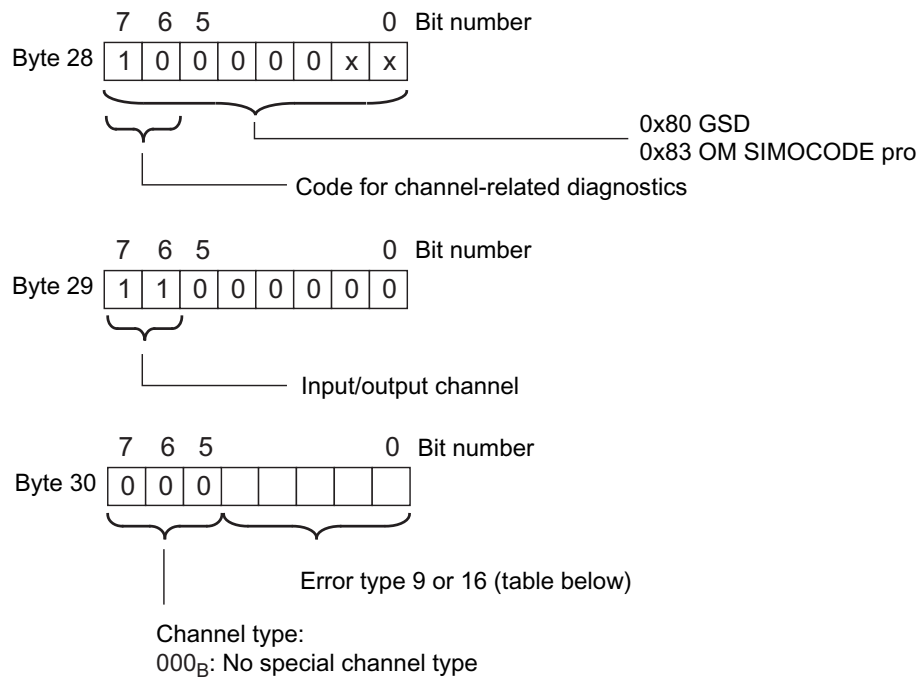 7 6 5 0 Bit number
Byte 28 1 0 0 0 0 0 x x
0x80 GSD
0x83 OM SIMOCODE pro
Code for channel-related diagnostics
7 6 5 0 Bit number
Byte 29 1 1 0 0 0 0 0 0
Input/output channel
7 6 5 0 Bit number
Byte 30 0 0 0
Error type 9 or 16 (table below)
Channel type:
000B: No special channel type